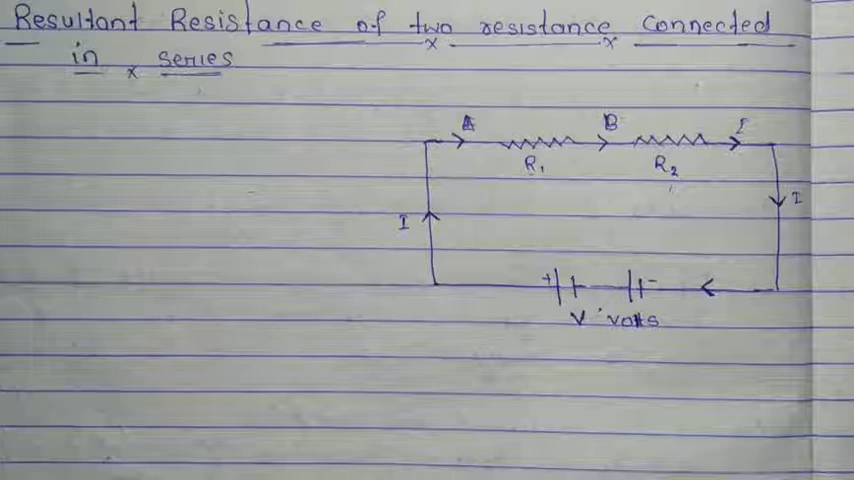 Resultant Resistance of two resistance connected
in series
A B I
R1 R2
I I
+ -
V volts